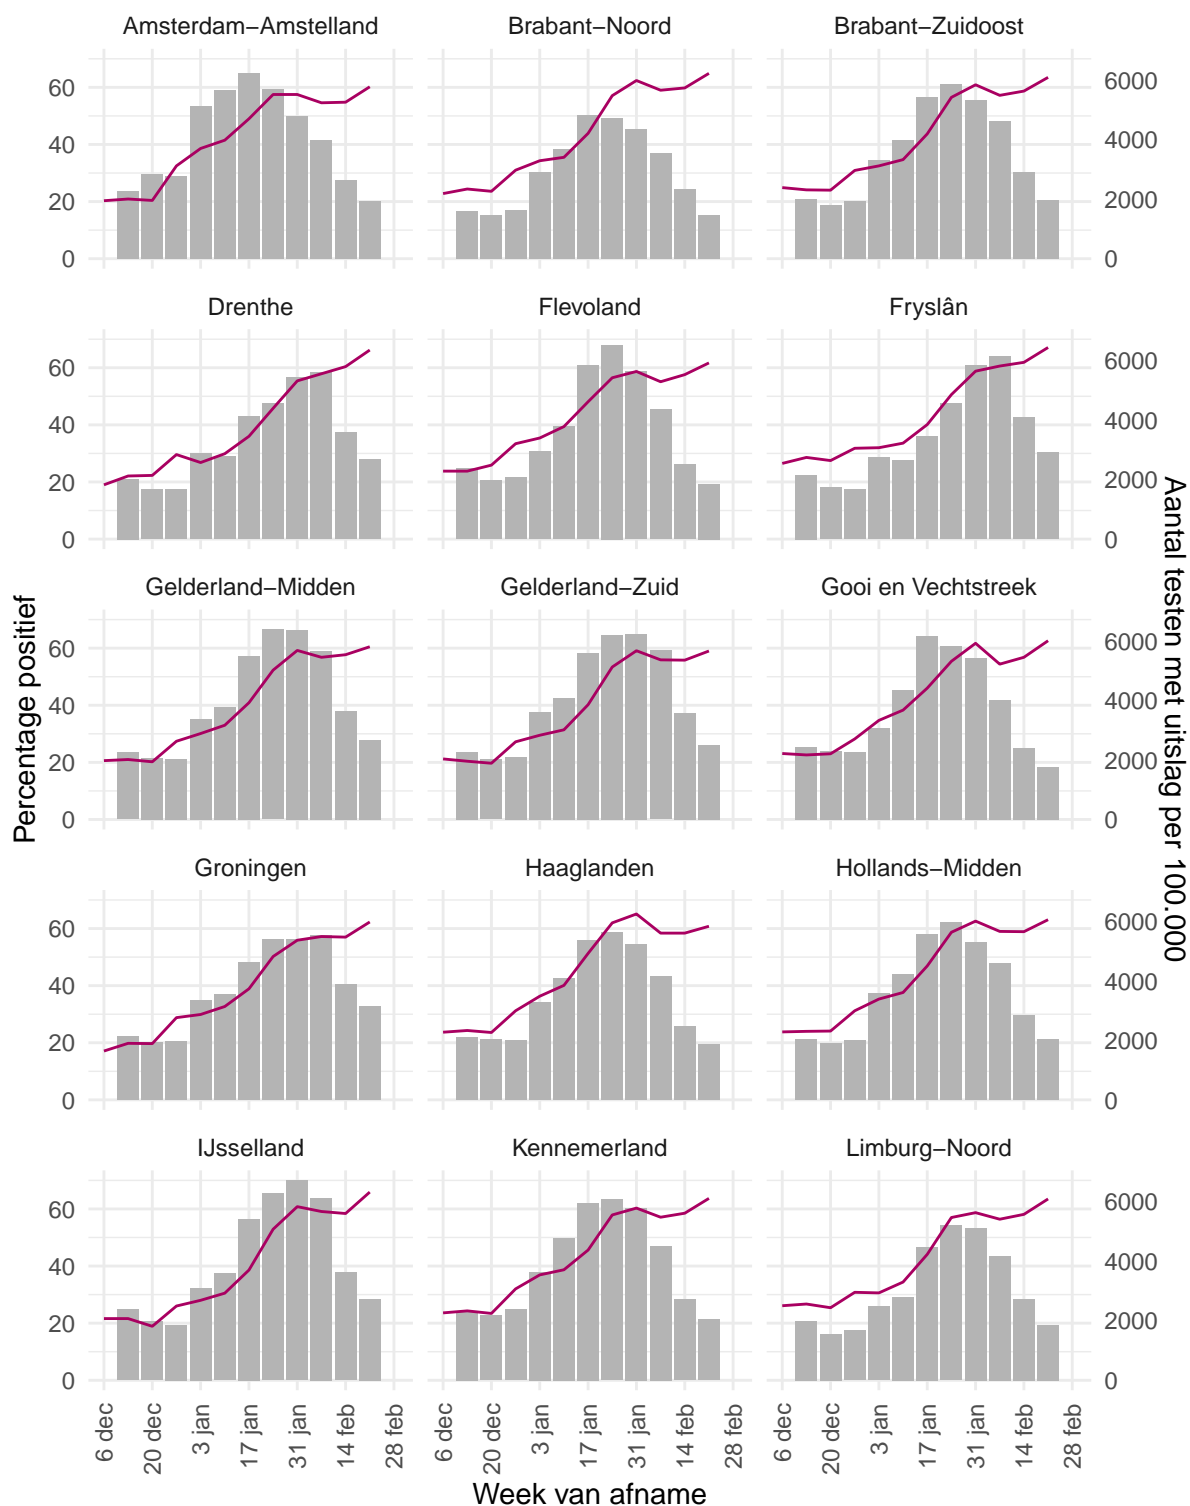 Amsterdam−Amstelland Brabant−Noord Brabant−Zuidoost
60 6000
40 4000
20 2000
0 0
Drenthe Flevoland Fryslân
60 6000
40 4000
20 2000
0 0
Gelderland−Midden Gelderland−Zuid Gooi en Vechtstreek
60 6000
40 4000
20 2000
0 0
Groningen Haaglanden Hollands−Midden
60 6000
40 4000
20 2000
0 0
IJsselland Kennemerland Limburg−Noord
60 6000
40 4000
20 2000
0 0
6 dec 20 dec 3 jan 17 jan 31 jan 14 feb 28 feb 6 dec 20 dec 3 jan 17 jan 31 jan 14 feb 28 feb 6 dec 20 dec 3 jan 17 jan 31 jan 14 feb 28 feb
Week van afname
Percentage positief
Aantal testen met uitslag per 100.000